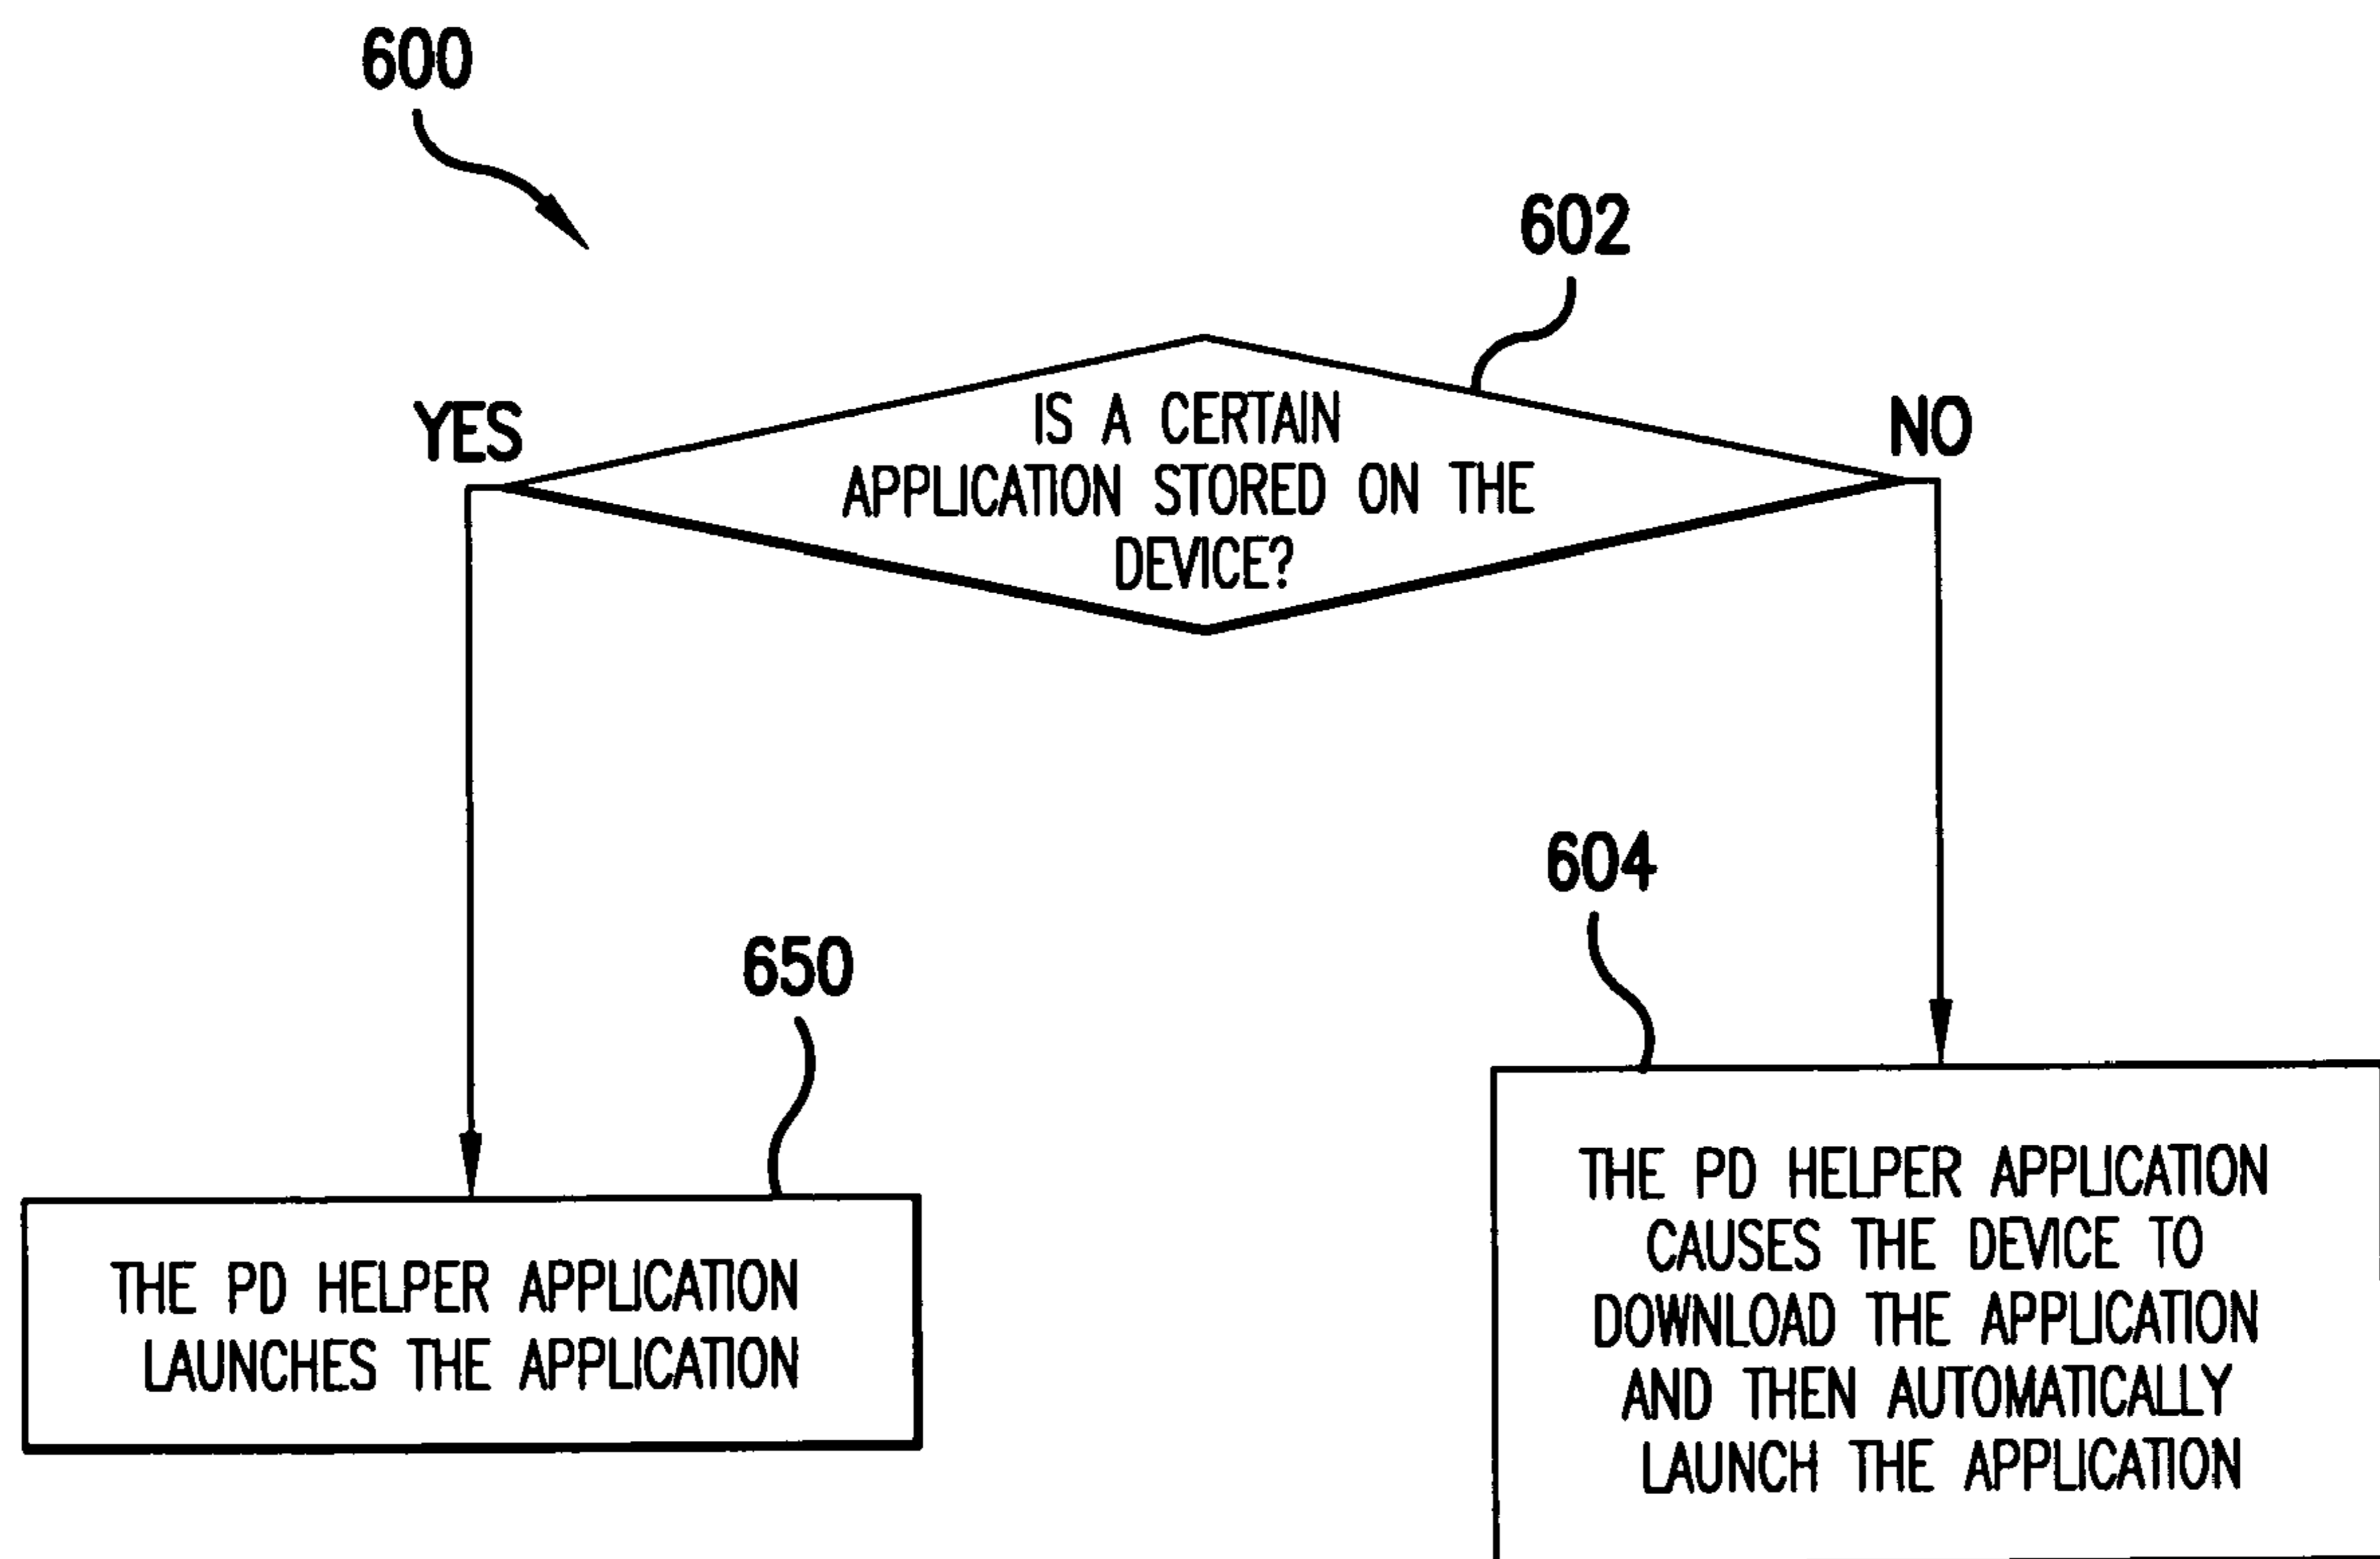 600
602
YES
NO
IS A CERTAIN
APPLICATION STORED ON THE
DEVICE?
604
650
THE PD HELPER APPLICATION
LAUNCHES THE APPLICATION
THE PD HELPER APPLICATION
CAUSES THE DEVICE TO
DOWNLOAD THE APPLICATION
AND THEN AUTOMATICALLY
LAUNCH THE APPLICATION